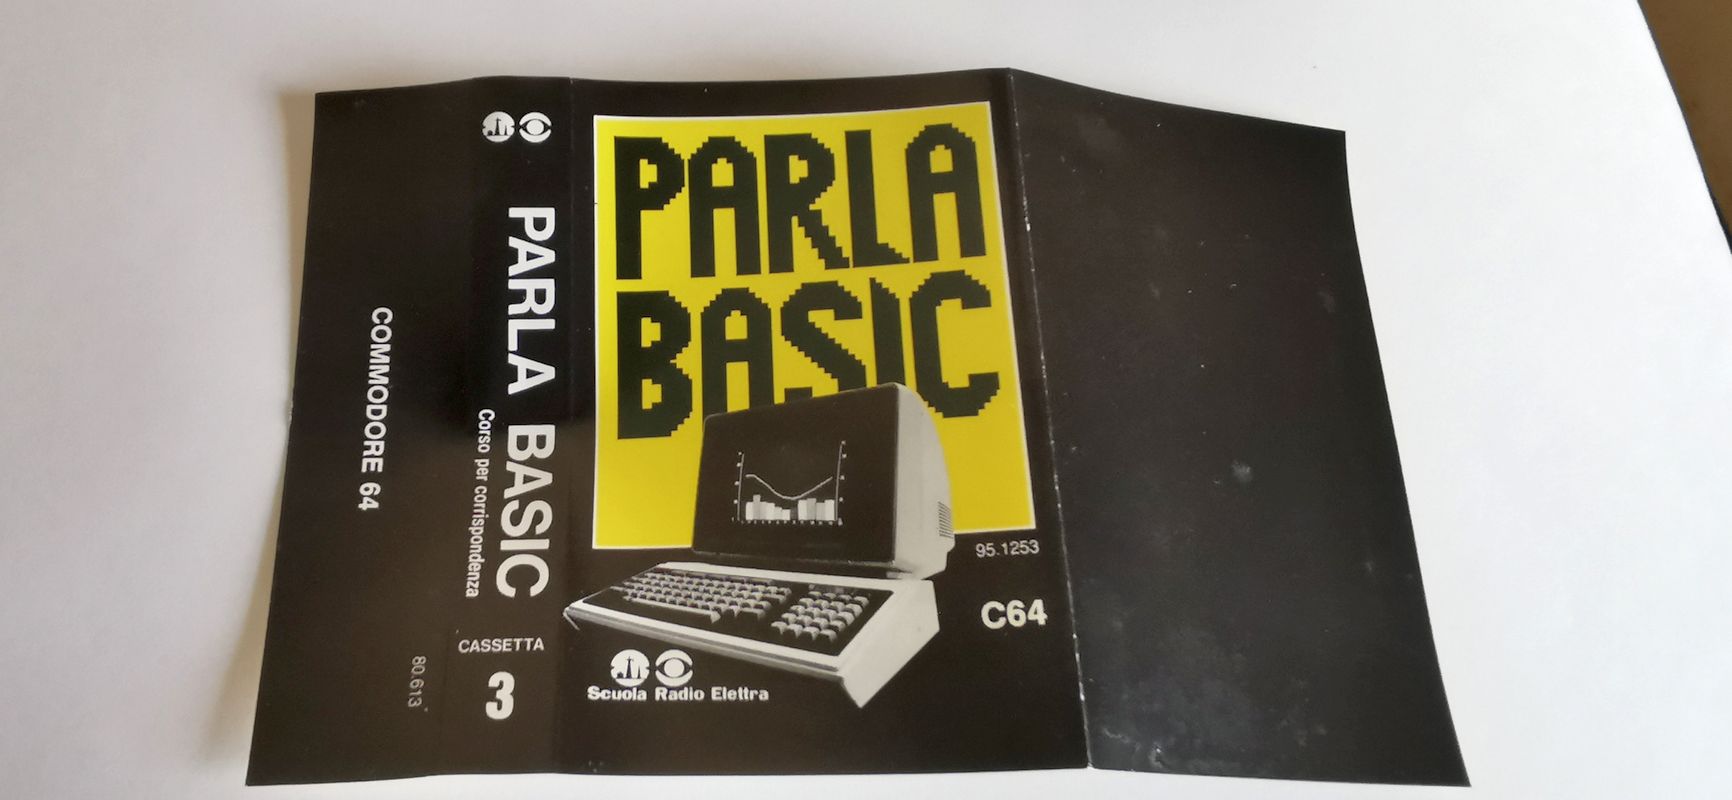 COMMODORE 64
80.613
PARLA BASIC
Corso per corrispondenza
CASSETTA
3
PARLA
BASIC
95.1253
C64
Scuola Radio Elettra